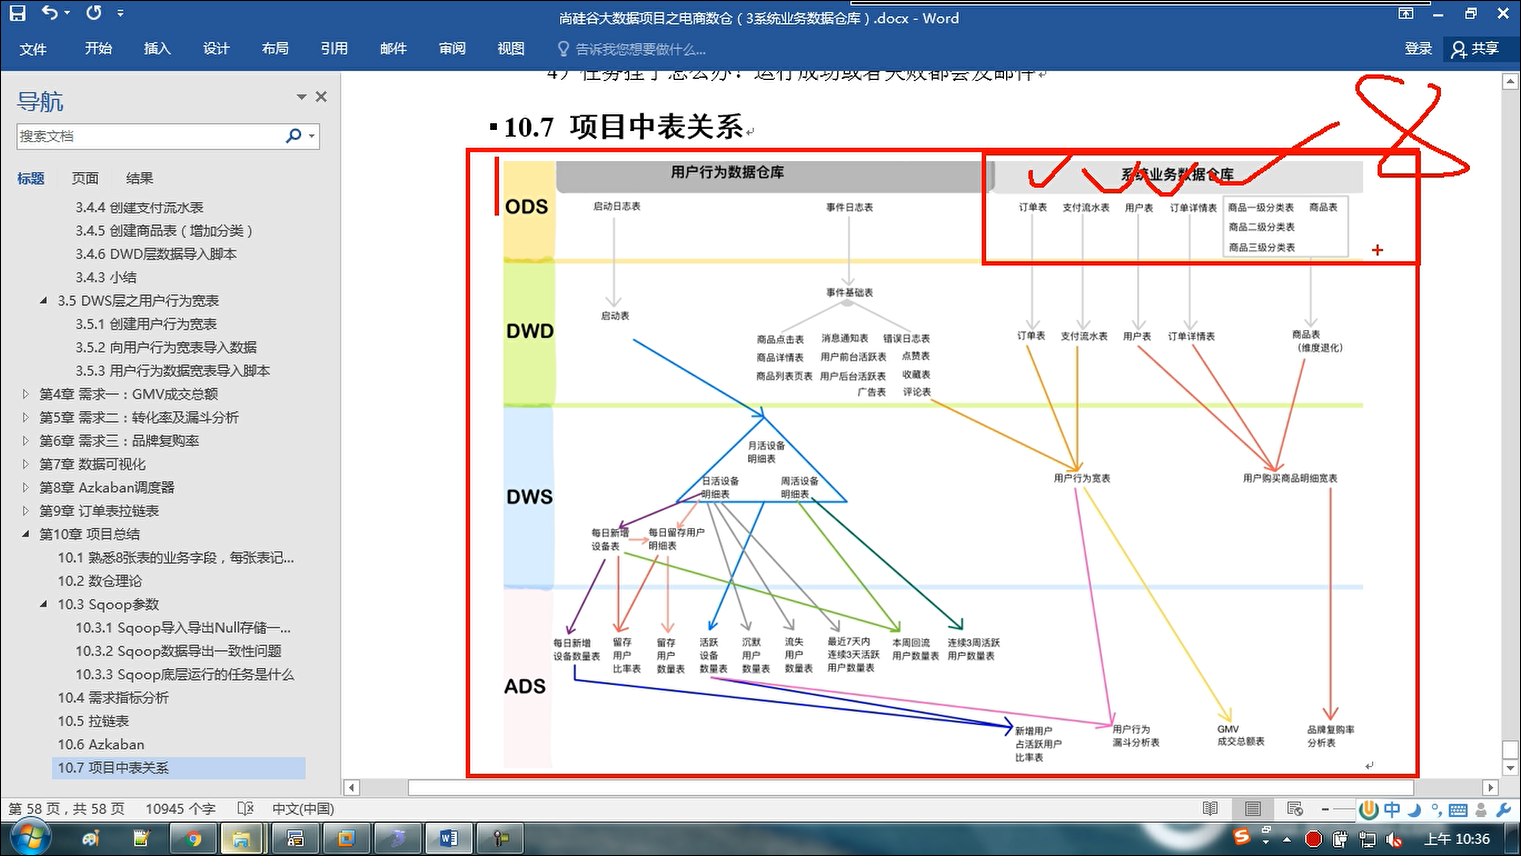 尚硅谷大数据项目之电商数仓（3系统业务数据仓库）.docx - Word
文件 开始 插入 设计 布局 引用 邮件 审阅 视图 告诉我您想要做什么... 登录 共享
导航
搜索文档
标题 页面 结果
3.4.4 创建支付流水表
3.4.5 创建商品表（增加分类）
3.4.6 DWD层数据导入脚本
3.4.3 小结
3.5 DWS层之用户行为宽表
3.5.1 创建用户行为宽表
3.5.2 向用户行为宽表导入数据
3.5.3 用户行为数据宽表导入脚本
第4章 需求一：GMV成交总额
第5章 需求二：转化率及漏斗分析
第6章 需求三：品牌复购率
第7章 数据可视化
第8章 Azkaban调度器
第9章 订单表拉链表
第10章 项目总结
10.1 熟悉8张表的业务字段，每张表记...
10.2 数仓理论
10.3 Sqoop参数
10.3.1 Sqoop导入导出Null存储一...
10.3.2 Sqoop数据导出一致性问题
10.3.3 Sqoop底层运行的任务是什么
10.4 需求指标分析
10.5 拉链表
10.6 Azkaban
10.7 项目中表关系
4）任务挂了怎么办：运行成功或者失败都会发邮件
10.7 项目中表关系
用户行为数据仓库 系统业务数据仓库
8
ODS
启动日志表 事件日志表 订单表 支付流水表 用户表 订单详情表 商品一级分类表 商品表
商品二级分类表
商品三级分类表
DWD
事件基础表
启动表
商品点击表 消息通知表 错误日志表
商品详情表 用户前台活跃表 点赞表
商品列表页表 用户后台活跃表 收藏表
广告表 评论表
订单表 支付流水表 用户表 订单详情表 商品表
（维度退化）
DWS
月活设备
明细表
日活设备
明细表
周活设备
明细表
用户行为宽表 用户购买商品明细宽表
每日新增
设备表
每日留存用户
明细表
ADS
每日新增
设备数量表
留存
用户
比率表
留存
用户
数量表
活跃
设备
数量表
沉默
用户
数量表
流失
用户
数量表
最近7天内
连续3天活跃
用户数量表
本周回流
用户数量表
连续3周活跃
用户数量表
新增用户
占活跃用户
比率表
用户行为
漏斗分析表
GMV
成交总额表
品牌复购率
分析表
第 58 页，共 58 页 10945 个字 中文(中国)
中
上午 10:36